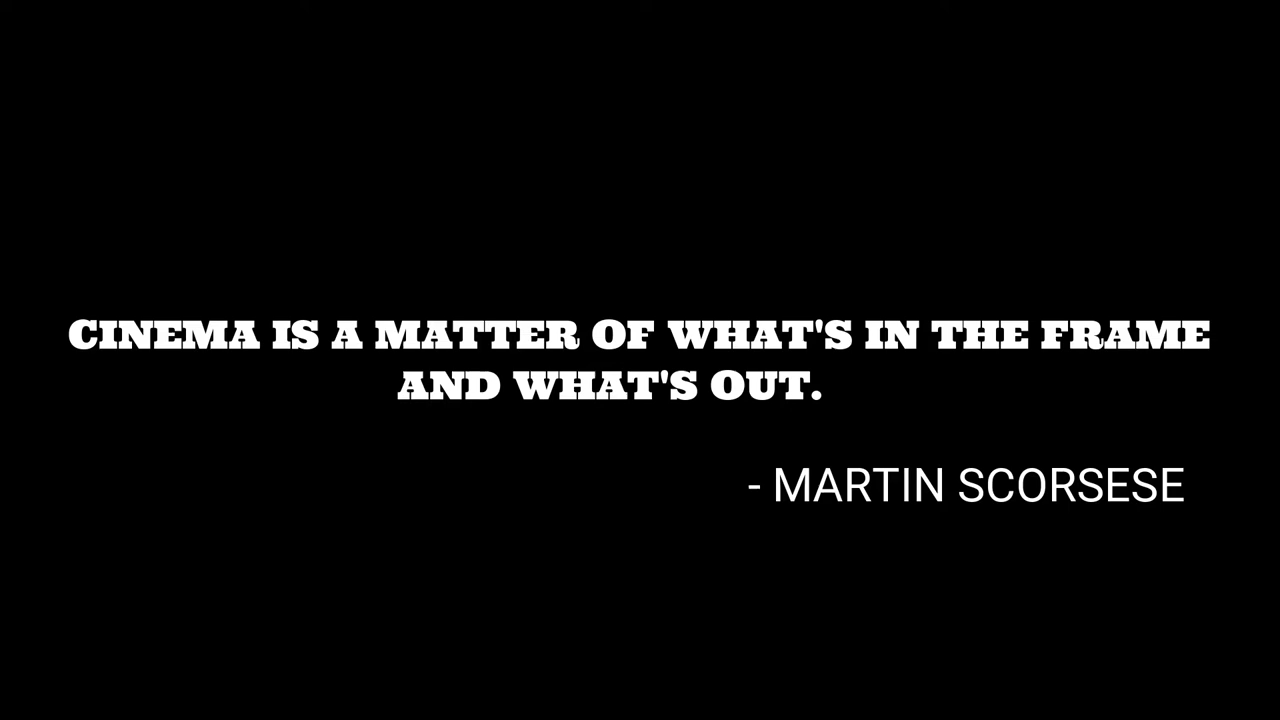 CINEMA IS A MATTER OF WHAT'S IN THE FRAME
AND WHAT'S OUT.
- MARTIN SCORSESE